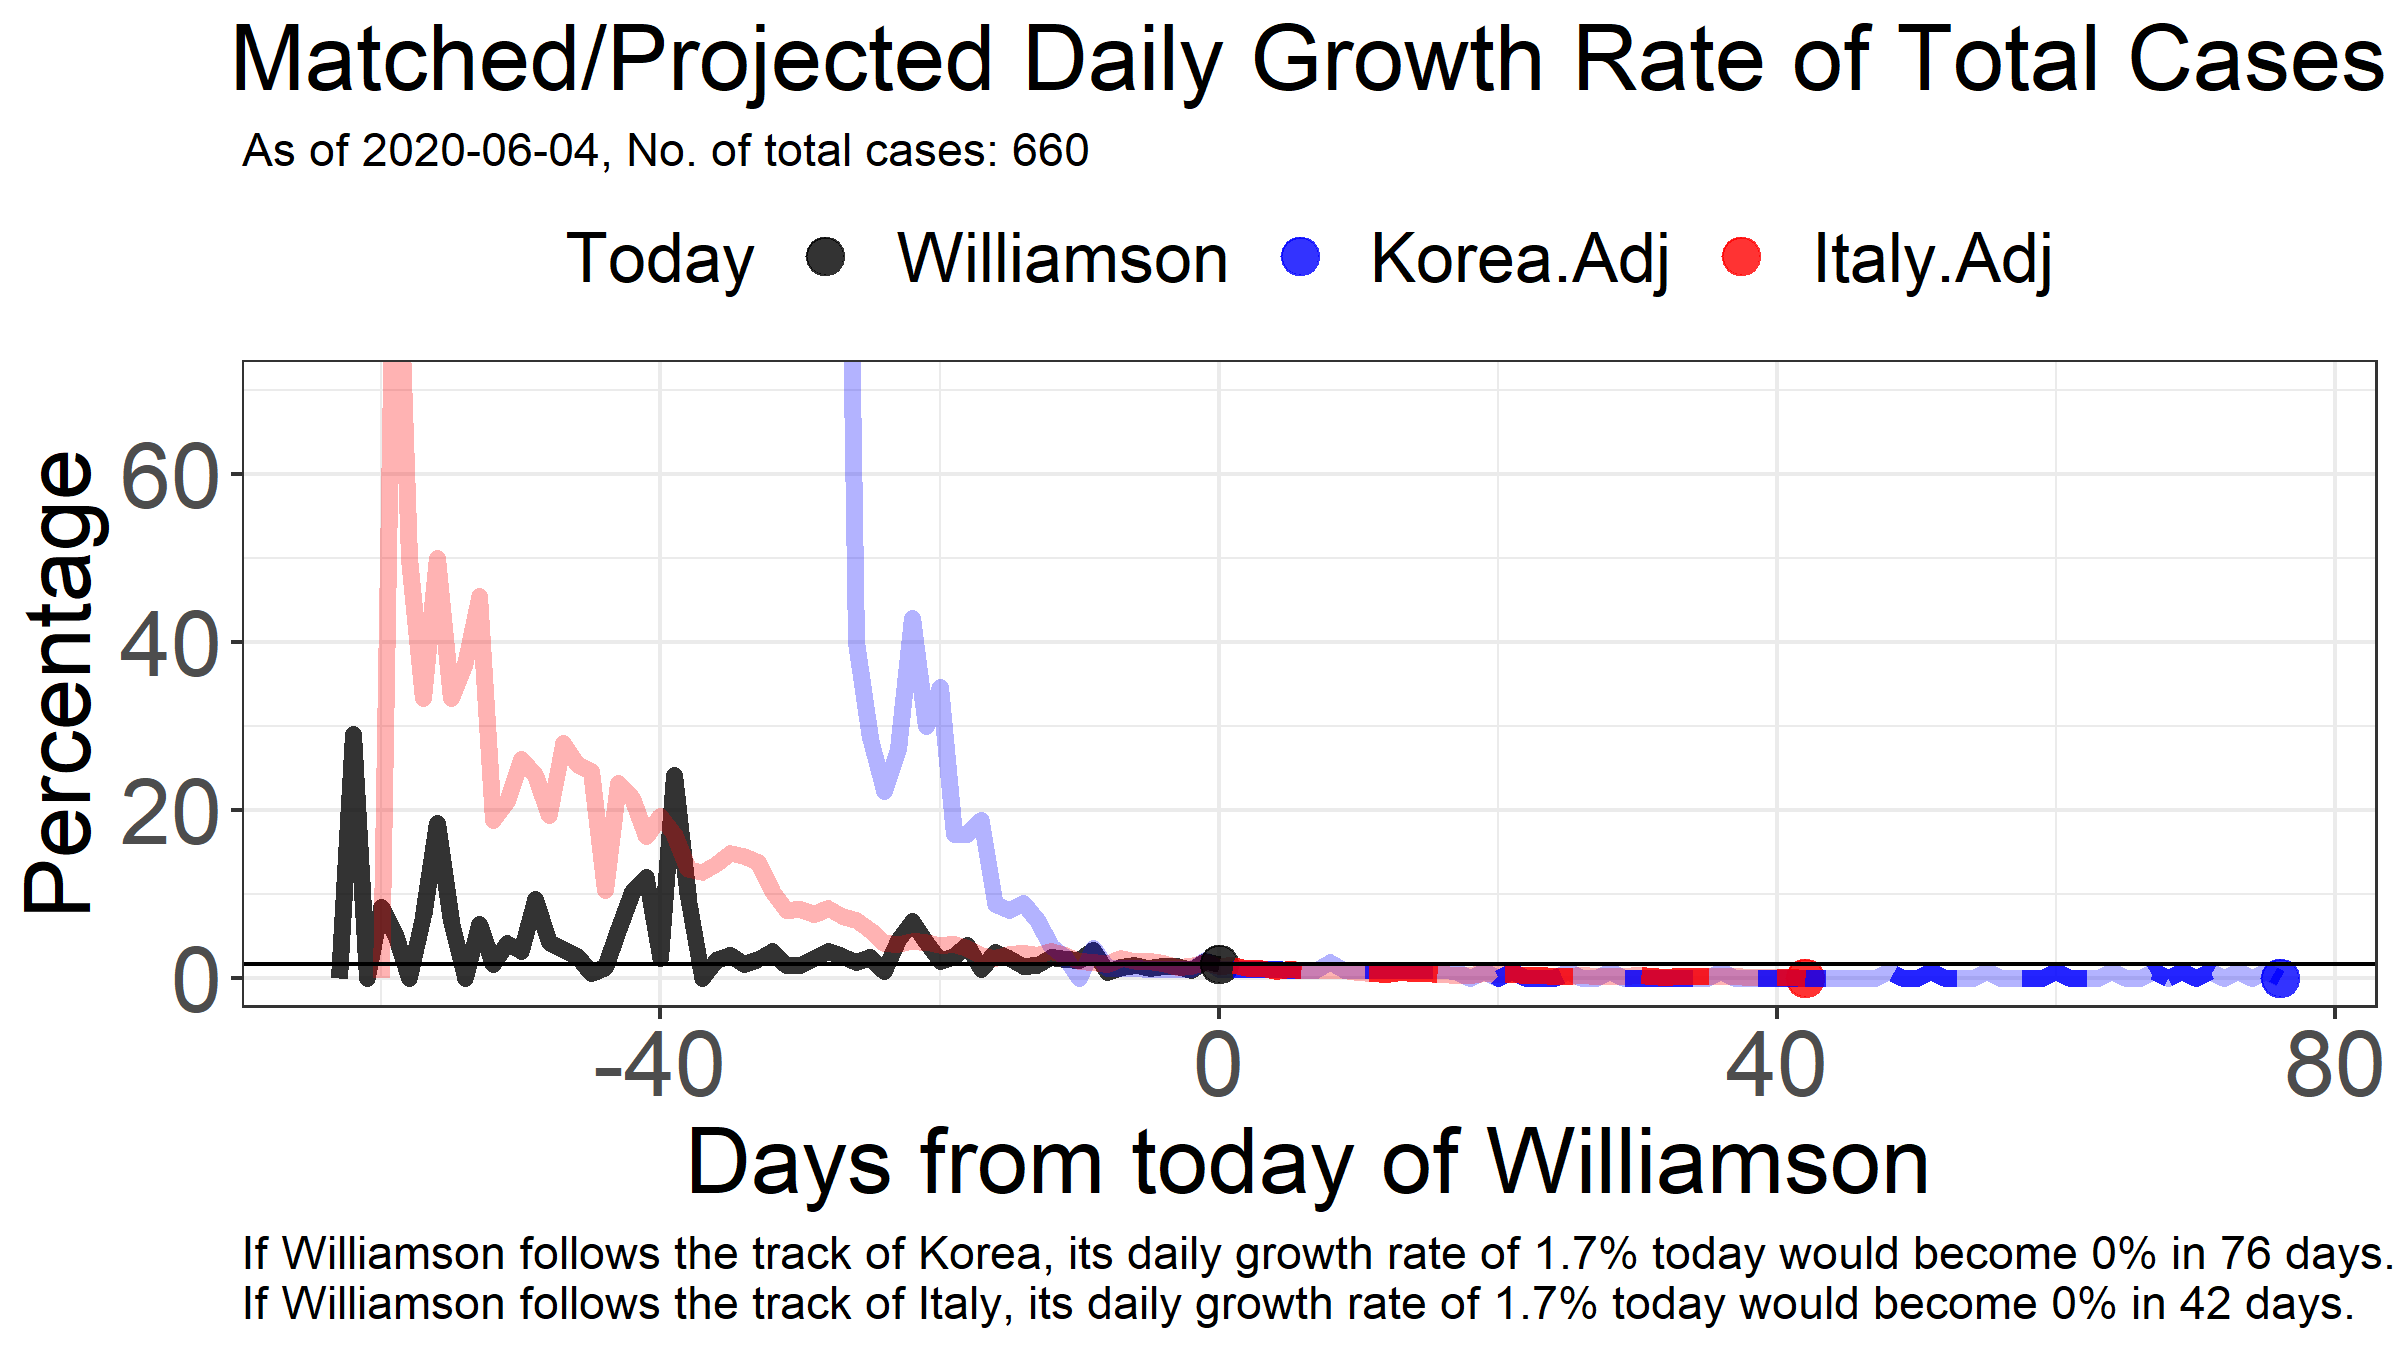 Matched/Projected Daily Growth Rate of Total Cases
As of 2020-06-04, No. of total cases: 660
Today Williamson Korea.Adj Italy.Adj
Percentage
60
40
20
0
-40 0 40 80
Days from today of Williamson
If Williamson follows the track of Korea, its daily growth rate of 1.7% today would become 0% in 76 days.
If Williamson follows the track of Italy, its daily growth rate of 1.7% today would become 0% in 42 days.